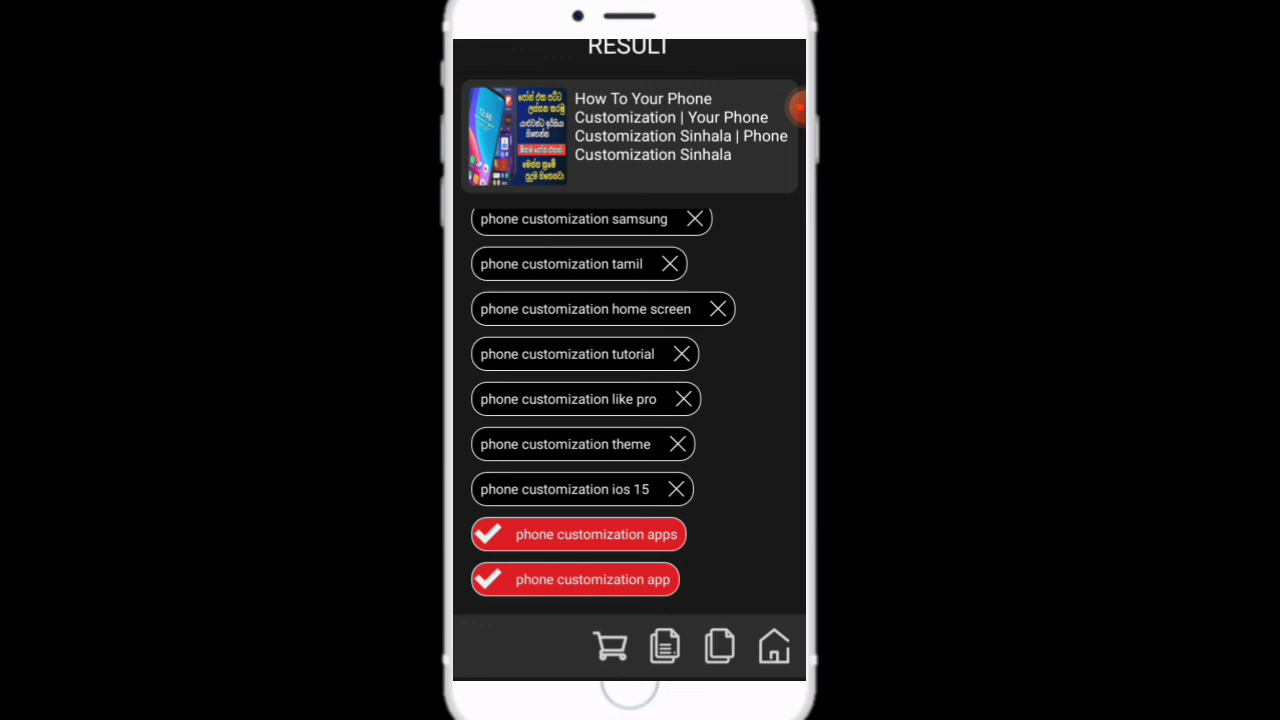 RESULT
How To Your Phone
Customization | Your Phone
Customization Sinhala | Phone
Customization Sinhala
phone customization samsung
phone customization tamil
phone customization home screen
phone customization tutorial
phone customization like pro
phone customization theme
phone customization ios 15
phone customization apps
phone customization app